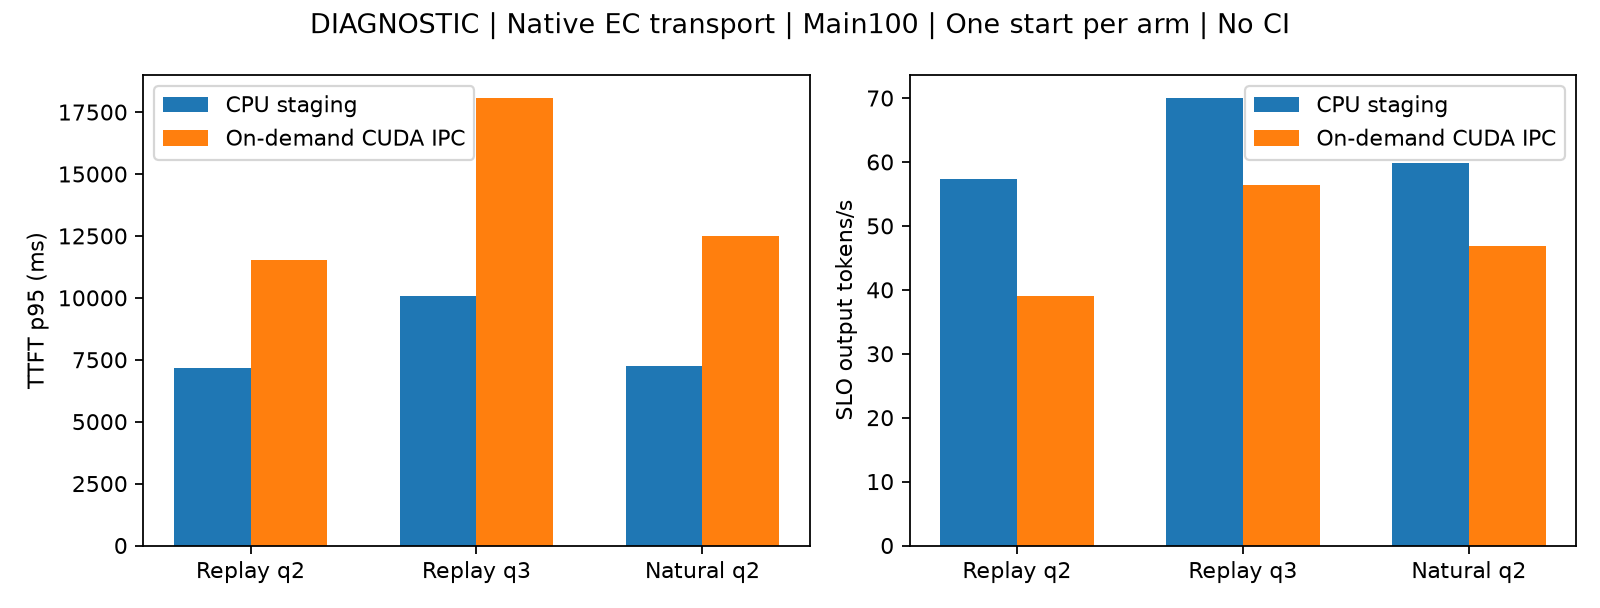 DIAGNOSTIC | Native EC transport | Main100 | One start per arm | No CI
TTFT p95 (ms)
17500
15000
12500
10000
7500
5000
2500
0
CPU staging
On-demand CUDA IPC
Replay q2
Replay q3
Natural q2
SLO output tokens/s
70
60
50
40
30
20
10
0
CPU staging
On-demand CUDA IPC
Replay q2
Replay q3
Natural q2